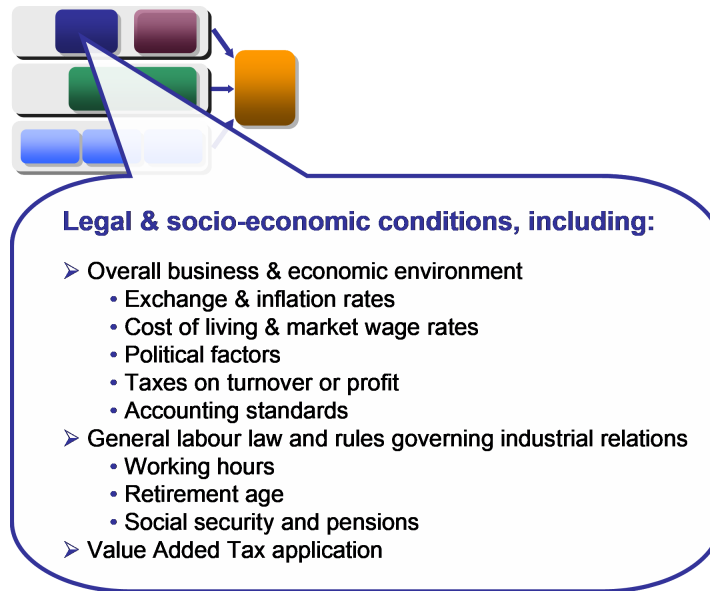 Legal & socio-economic conditions, including:
➢ Overall business & economic environment
• Exchange & inflation rates
• Cost of living & market wage rates
• Political factors
• Taxes on turnover or profit
• Accounting standards
➢ General labour law and rules governing industrial relations
• Working hours
• Retirement age
• Social security and pensions
➢ Value Added Tax application